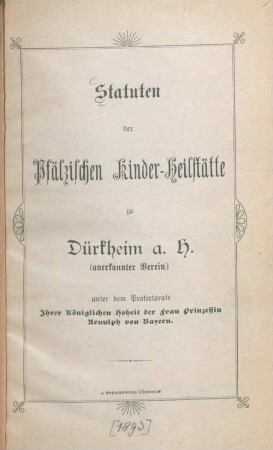 Statuten
der
Pfälzischen Kinder-Heilstätte
zu
Dürkheim a. H.
(anerkannter Verein)
unter dem Protectorate
Ihrer Königlichen Hoheit der Frau Prinzessin
Arnulph von Bayern.
[1893]